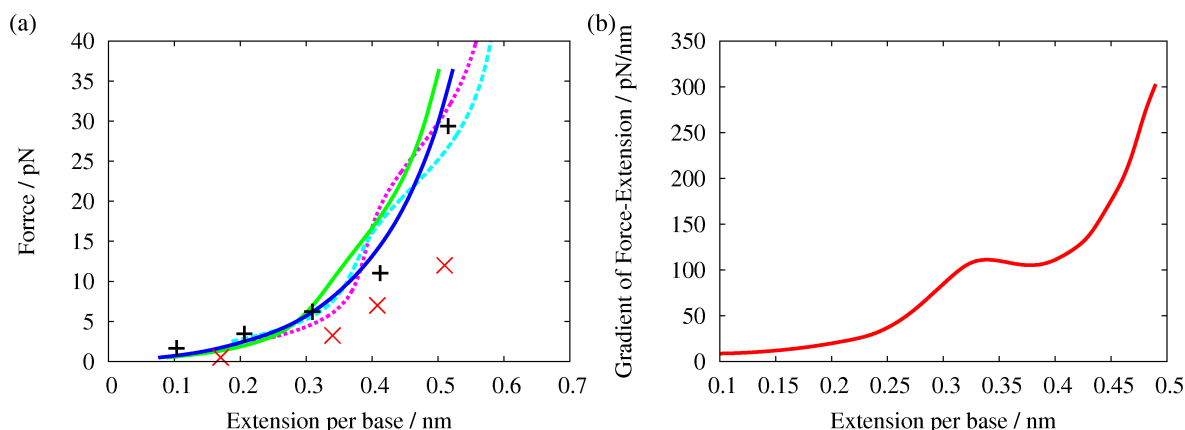 (a)
40
35
30
25
20
15
10
5
0
Forrce / pN
0 0.1 0.2 0.3 0.4 0.5 0.6 0.7
Extension per base / nm
(b)
350
300
250
200
150
100
50
0
Gradient of Force-Extension / pN/nm
0.1 0.15 0.2 0.25 0.3 0.35 0.4 0.45 0.5
Extension per base / nm